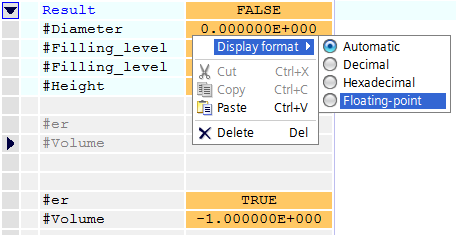 Result FALSE
#Diameter 0.000000E+000
#Filling_level
#Filling_level
#Height
Display format
Cut Ctrl+X
Copy Ctrl+C
Paste Ctrl+V
Delete Del
Automatic
Decimal
Hexadecimal
Floating-point
#er
#Volume
#er TRUE
#Volume -1.000000E+000